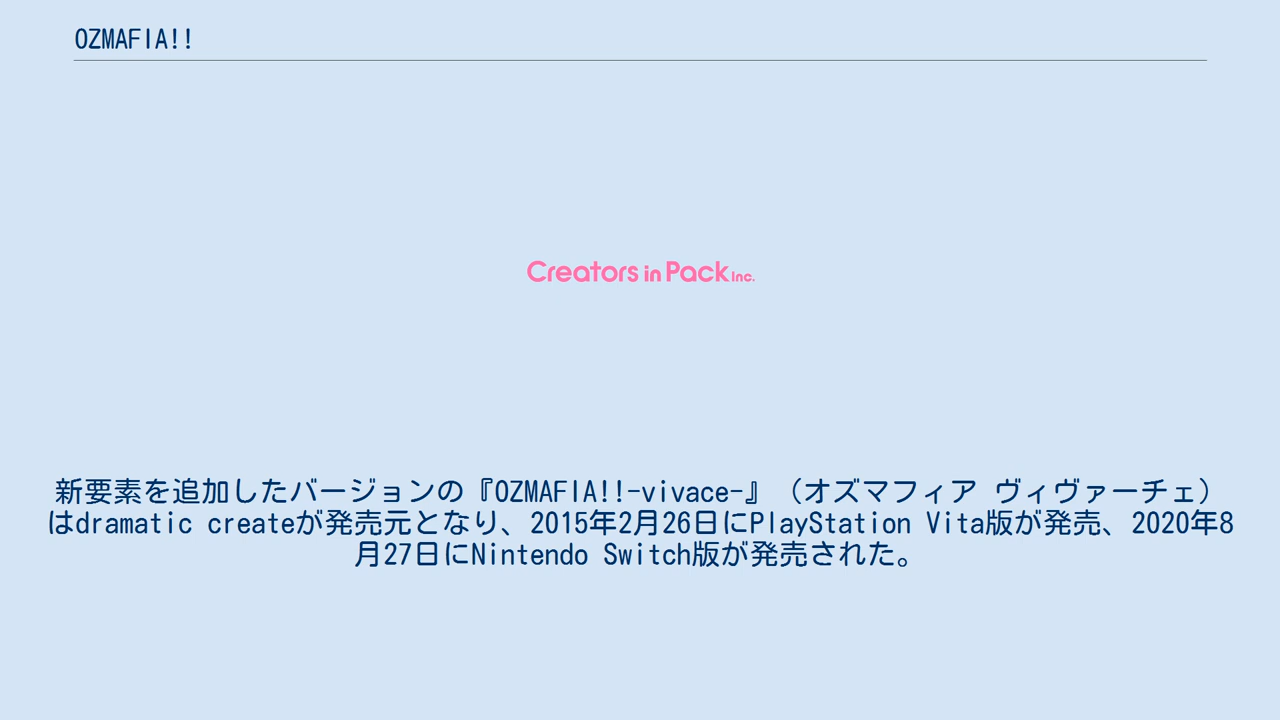 OZMAFIA!!
Creators in Pack Inc.
新要素を追加したバージョンの『OZMAFIA!!-vivace-』（オズマフィア ヴィヴァーチェ）
はdramatic createが発売元となり、2015年2月26日にPlayStation Vita版が発売、2020年8
月27日にNintendo Switch版が発売された。